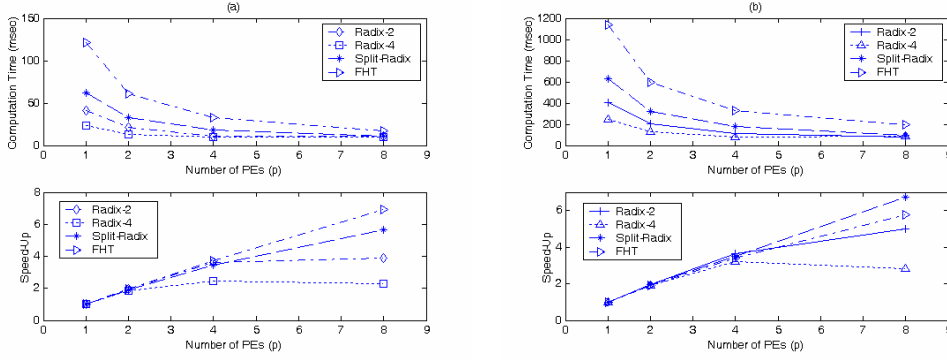 (a)
Computation Time (msec)
150
100
50
0
Radix-2
Radix-4
Split-Radix
FHT
0 1 2 3 4 5 6 7 8 9
Number of PEs (p)
Speed-Up
8
6
4
2
0
Radix-2
Radix-4
Split-Radix
FHT
0 1 2 3 4 5 6 7 8 9
Number of PEs (p)
(b)
Computation Time (msec)
1200
1000
800
600
400
200
0
Radix-2
Radix-4
Split-Radix
FHT
0 1 2 3 4 5 6 7 8 9
Number of PEs (p)
Speed-Up
6
4
2
0
Radix-2
Radix-4
Split-Radix
FHT
0 1 2 3 4 5 6 7 8 9
Number of PEs (p)